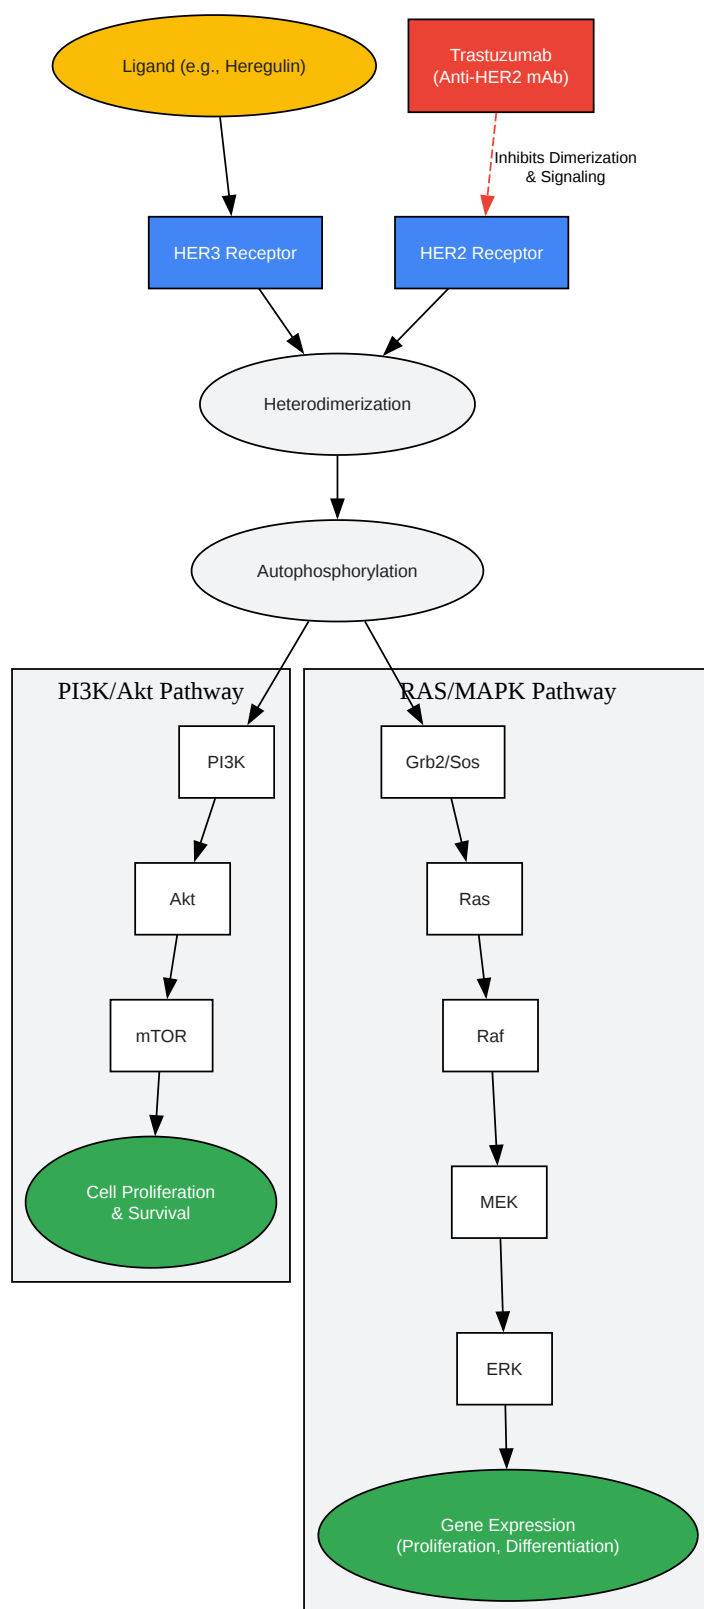 Ligand (e.g., Heregulin)
Trastuzumab
(Anti-HER2 mAb)
Inhibits Dimerization
& Signaling
HER3 Receptor
HER2 Receptor
Heterodimerization
Autophosphorylation
PI3K/Akt Pathway
RAS/MAPK Pathway
PI3K
Grb2/Sos
Akt
Ras
mTOR
Raf
Cell Proliferation
& Survival
MEK
ERK
Gene Expression
(Proliferation, Differentiation)